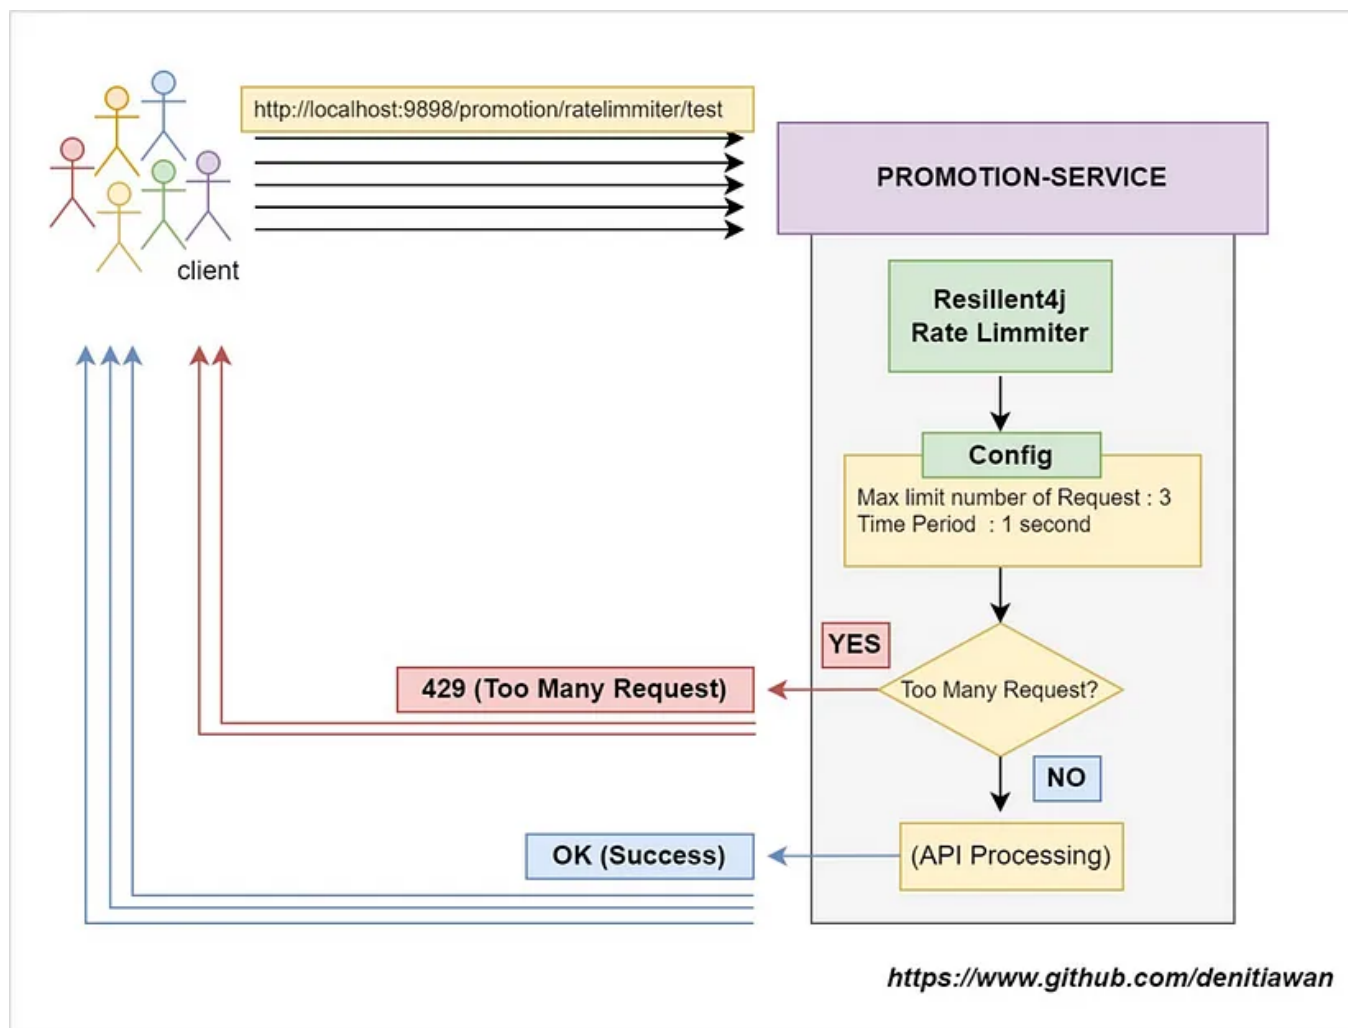 http://localhost:9898/promotion/ratelimmiter/test
PROMOTION-SERVICE
client
Resillent4j
Rate Limmiter
Config
Max limit number of Request : 3
Time Period : 1 second
YES
429 (Too Many Request)
Too Many Request?
NO
OK (Success)
(API Processing)
https://www.github.com/denitiawan